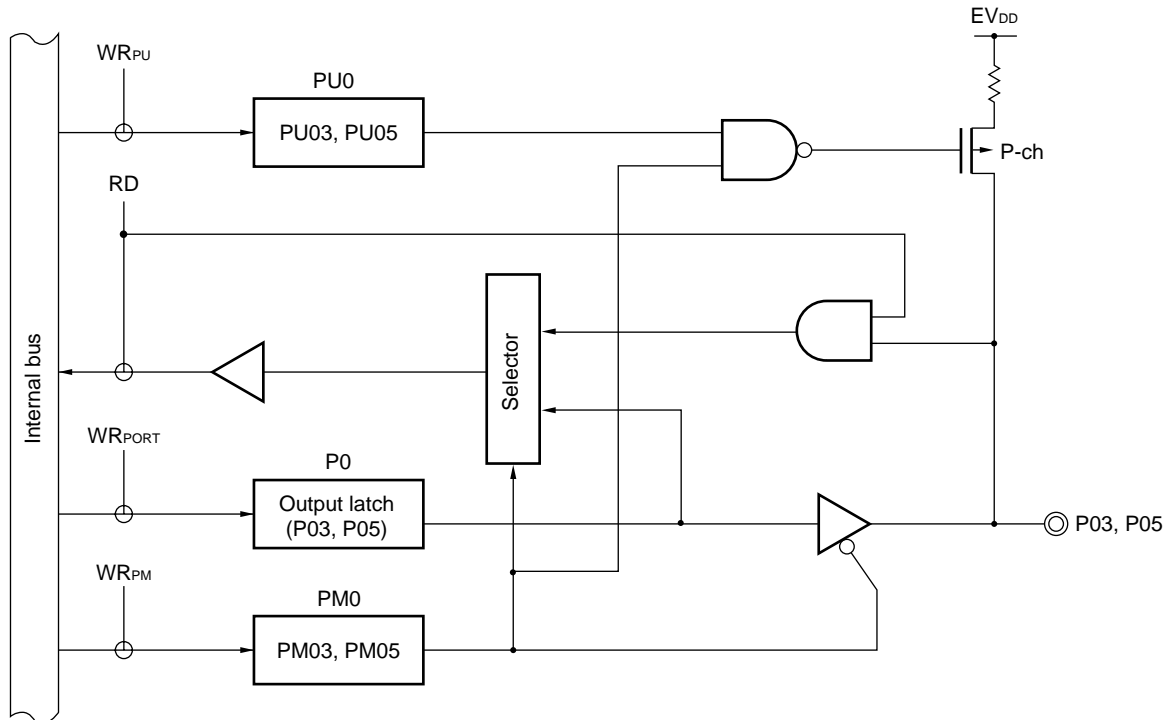 EVDD
WRPU
PU0
PU03, PU05
P-ch
RD
Selector
Internal bus
WRPORT
P0
Output latch
(P03, P05)
P03, P05
WRPM
PM0
PM03, PM05